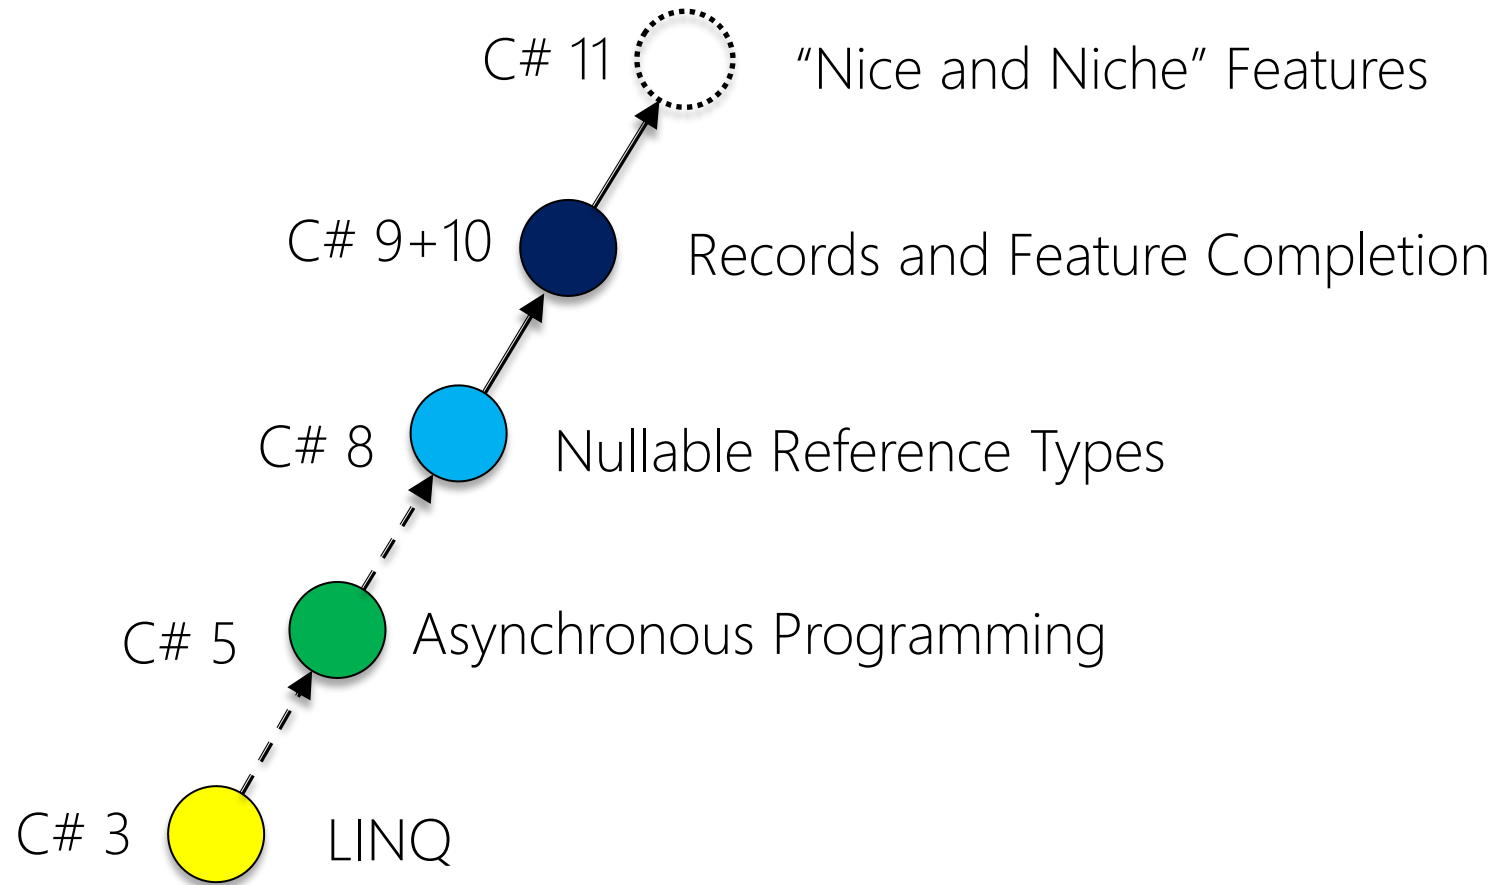 C# 11 “Nice and Niche” Features
C# 9+10 Records and Feature Completion
C# 8 Nullable Reference Types
C# 5 Asynchronous Programming
C# 3 LINQ